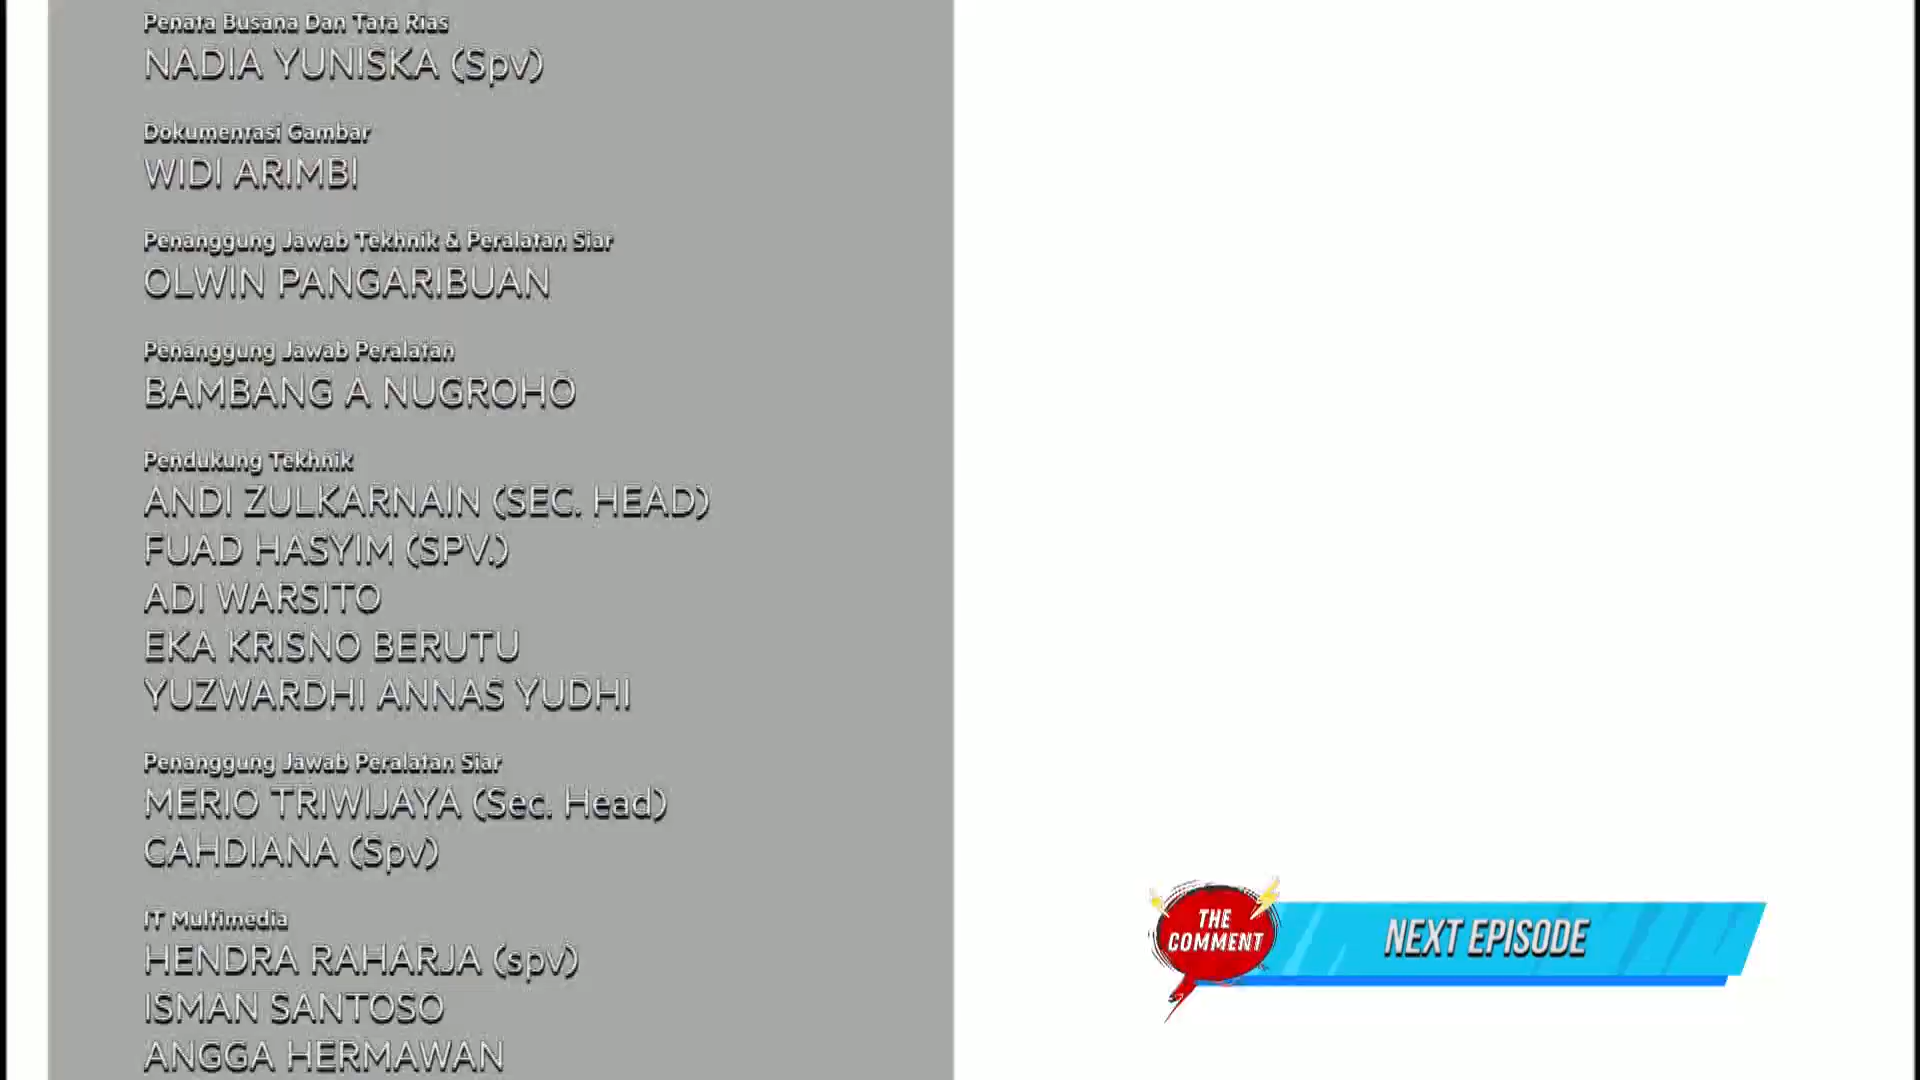 Penata Busana Dan Tata Rias
NADIA YUNISKA (Spv)
Dokumentasi Gambar
WIDI ARIMBI
Penanggung Jawab Tekhnik & Peralatan Siar
OLWIN PANGARIBUAN
Penanggung Jawab Peralatan
BAMBANG A NUGROHO
Pendukung Tekhnik
ANDI ZULKARNAIN (SEC. HEAD)
FUAD HASYIM (SPV.)
ADI WARSITO
EKA KRISNO BERUTU
YUZWARDHI ANNAS YUDHI
Penanggung Jawab Peralatan Siar
MERIO TRIWIJAYA (Sec. Head)
CAHDIANA (Spv)
IT Multimedia
HENDRA RAHARJA (spv)
ISMAN SANTOSO
ANGGA HERMAWAN
THE
COMMENT
NEXT EPISODE